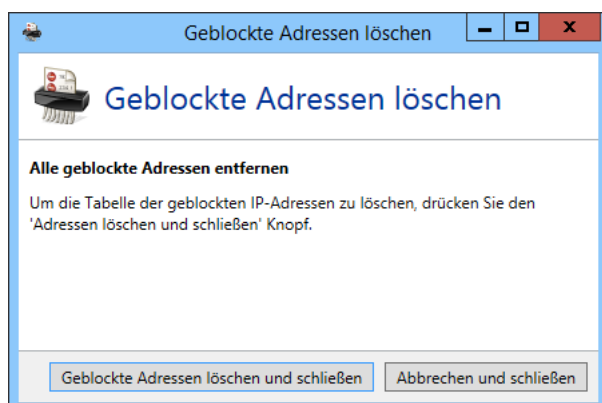 Geblockte Adressen löschen
Geblockte Adressen löschen
Alle geblockte Adressen entfernen
Um die Tabelle der geblockten IP-Adressen zu löschen, drücken Sie den
'Adressen löschen und schließen' Knopf.
Geblockte Adressen löschen und schließen Abbrechen und schließen